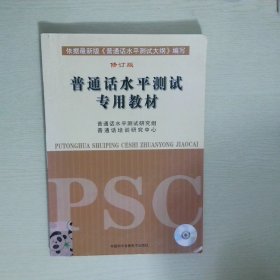 依据最新版《普通话水平测试大纲》编写
修订版
普通话水平测试
专用教材
普通话水平测试研究组
普通话培训研究中心
PUTONGHUA SHUIPING CESHI ZHUANYONG JIAOCAI
PSC